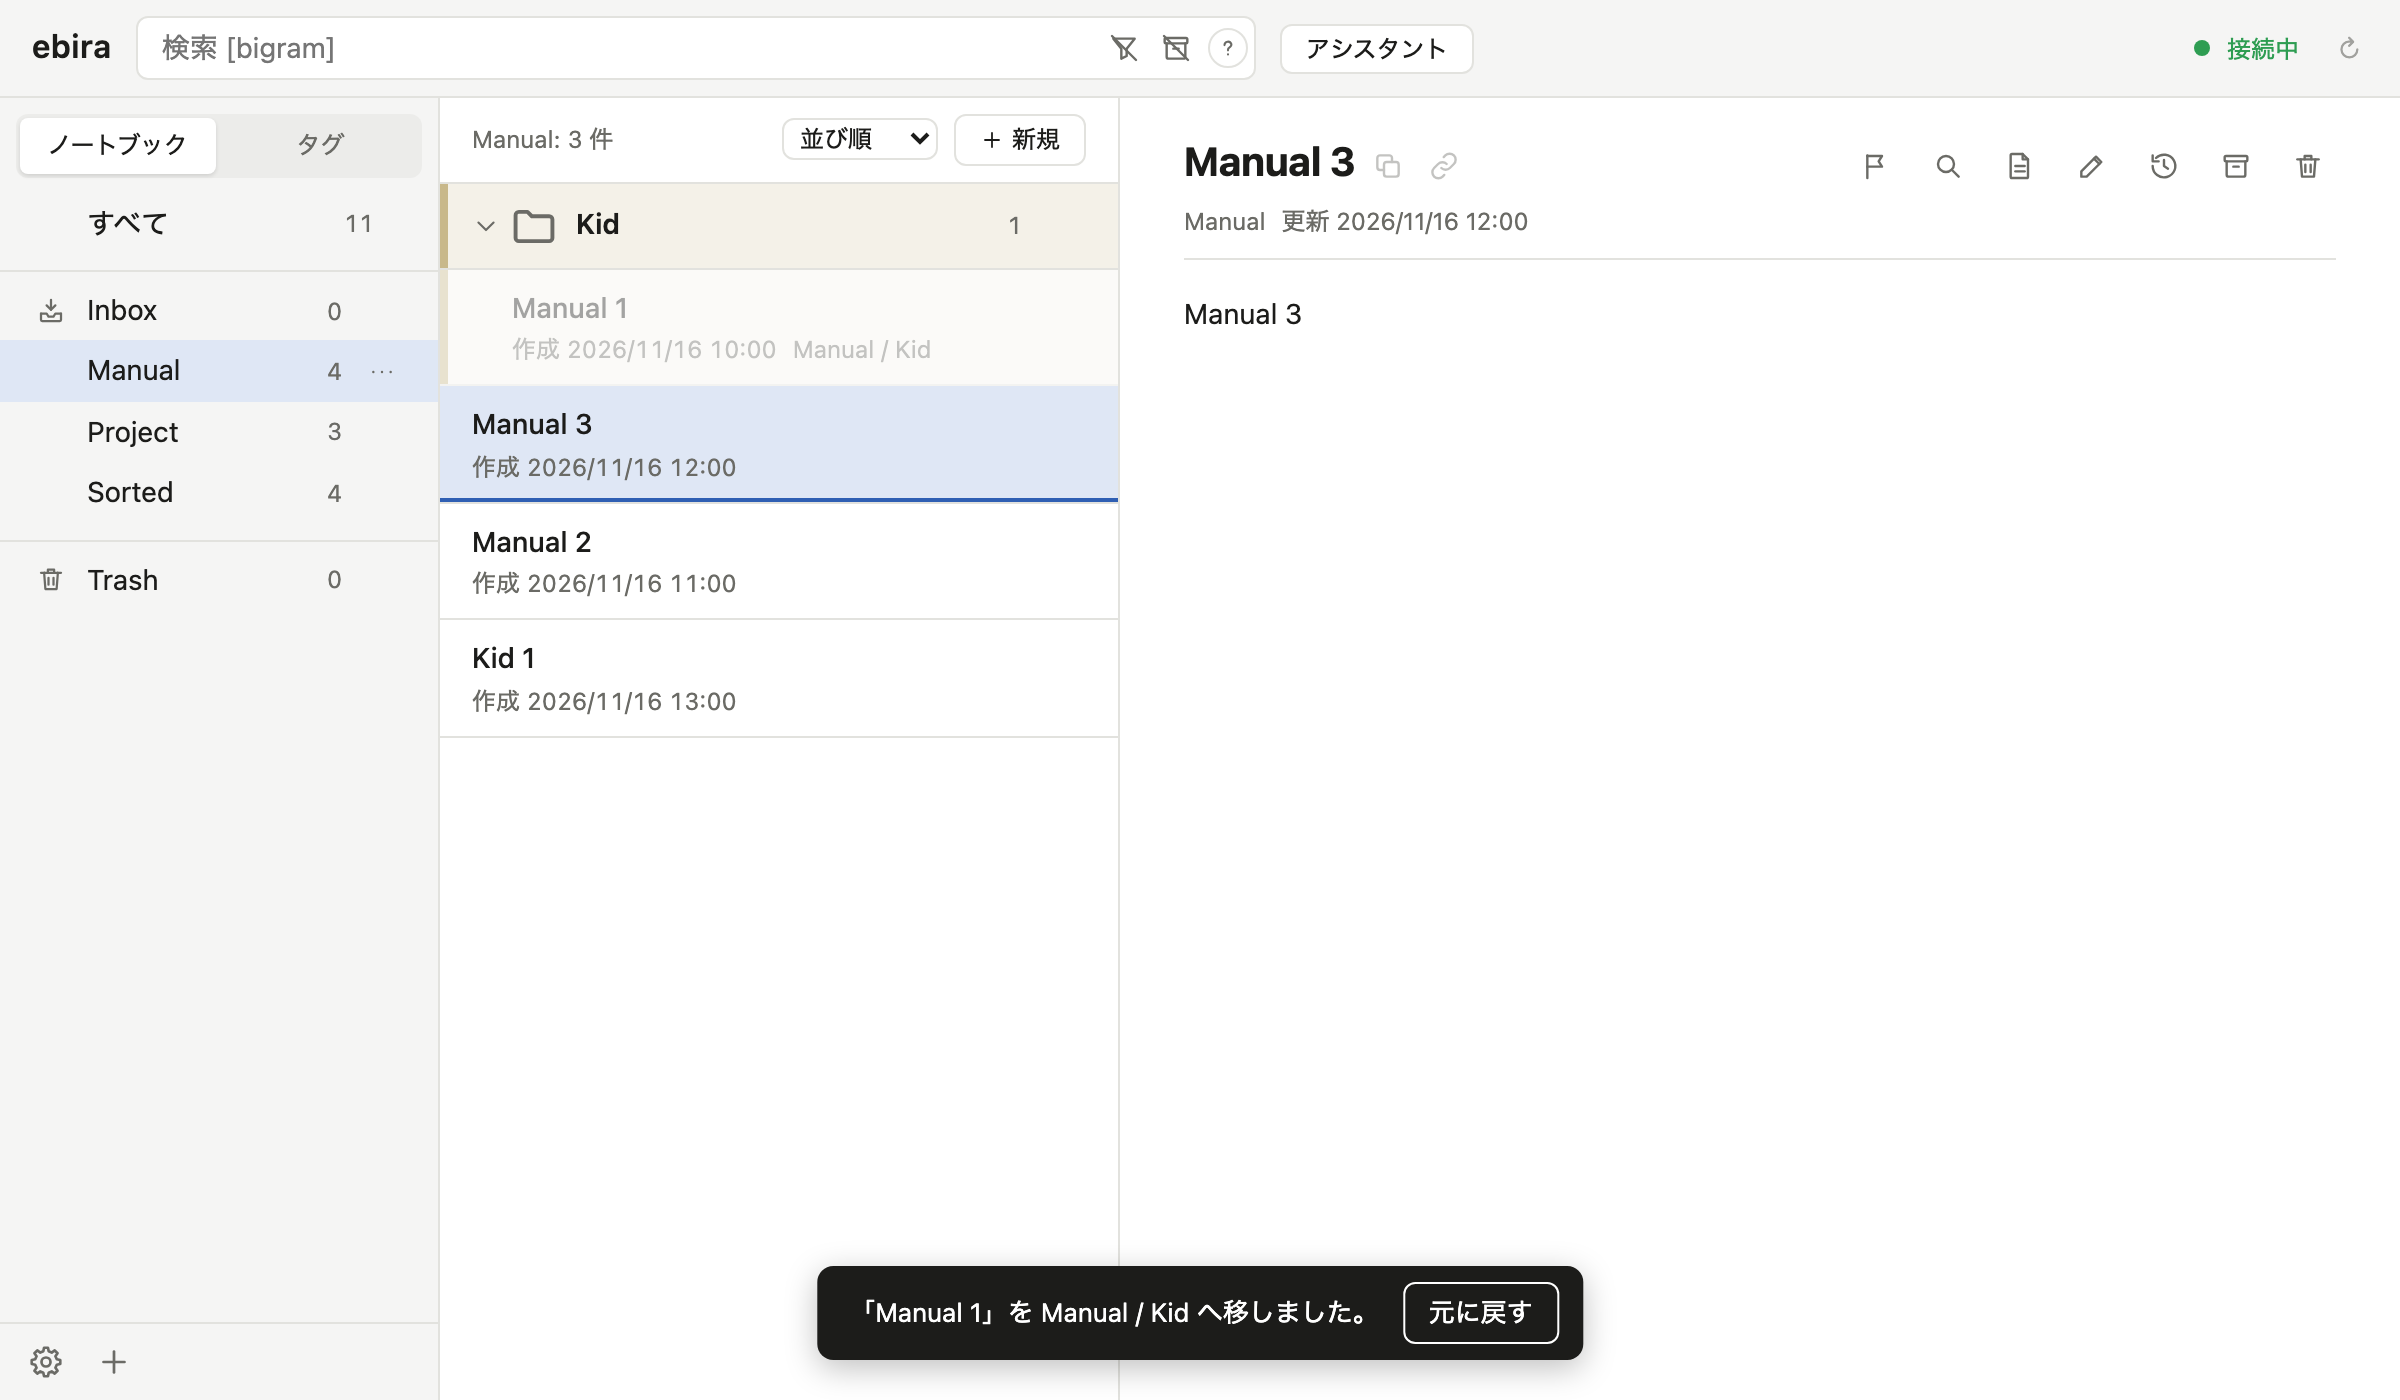 ebira
検索 [bigram]
?
アシスタント
接続中
ノートブック
タグ
すべて 11
Inbox 0
Manual 4 ...
Project 3
Sorted 4
Trash 0
Manual: 3 件
並び順
+ 新規
Kid 1
Manual 1
作成 2026/11/16 10:00 Manual / Kid
Manual 3
作成 2026/11/16 12:00
Manual 2
作成 2026/11/16 11:00
Kid 1
作成 2026/11/16 13:00
Manual 3
Manual 更新 2026/11/16 12:00
Manual 3
「Manual 1」を Manual / Kid へ移しました。
元に戻す